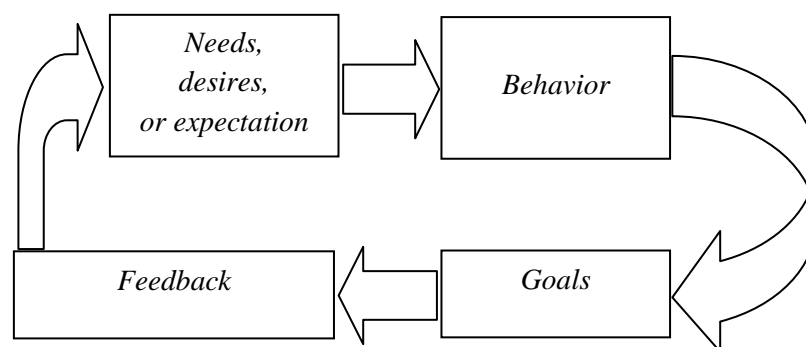 Needs,
desires,
or expectation
Behavior
Feedback
Goals